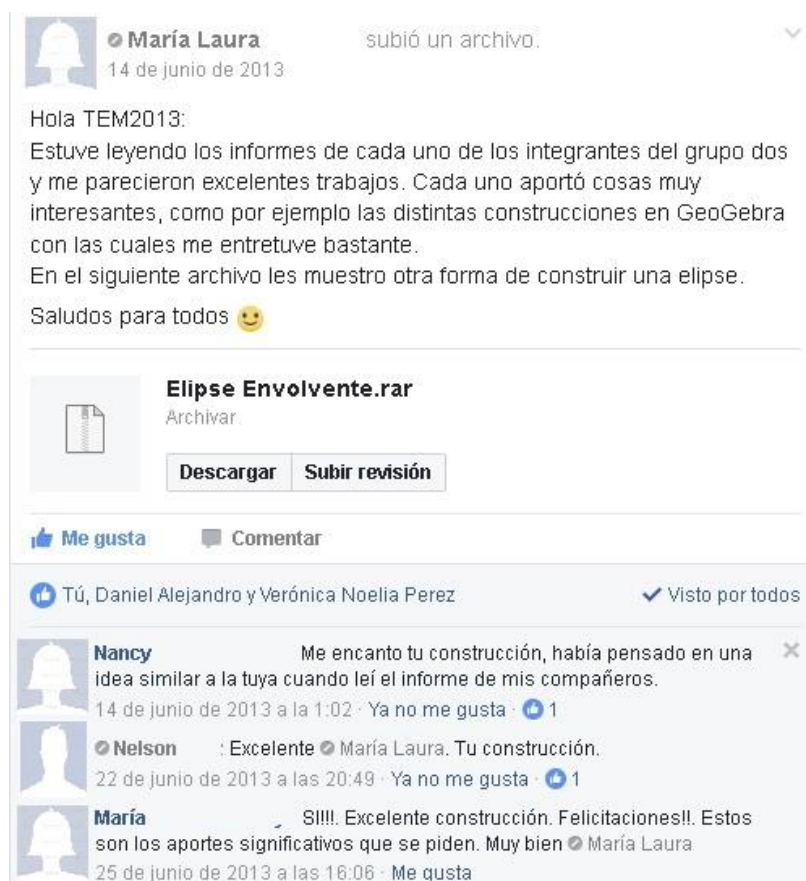 María Laura subió un archivo.
14 de junio de 2013
Hola TEM2013:
Estuve leyendo los informes de cada uno de los integrantes del grupo dos
y me parecieron excelentes trabajos. Cada uno aportó cosas muy
interesantes, como por ejemplo las distintas construcciones en GeoGebra
con las cuales me entretuve bastante.
En el siguiente archivo les muestro otra forma de construir una elipse.
Saludos para todos
Elipse Envolvente.rar
Archivar
Descargar Subir revisión
Me gusta Comentar
Tú, Daniel Alejandro y Verónica Noelia Perez Visto por todos
Nancy Me encanto tu construcción, había pensado en una
idea similar a la tuya cuando leí el informe de mis compañeros.
14 de junio de 2013 a la 1:02 · Ya no me gusta · 1
Nelson : Excelente María Laura. Tu construcción.
22 de junio de 2013 a las 20:49 · Ya no me gusta · 1
María SI!!!. Excelente construcción. Felicitaciones!!. Estos
son los aportes significativos que se piden. Muy bien María Laura
25 de junio de 2013 a las 16:06 · Me gusta